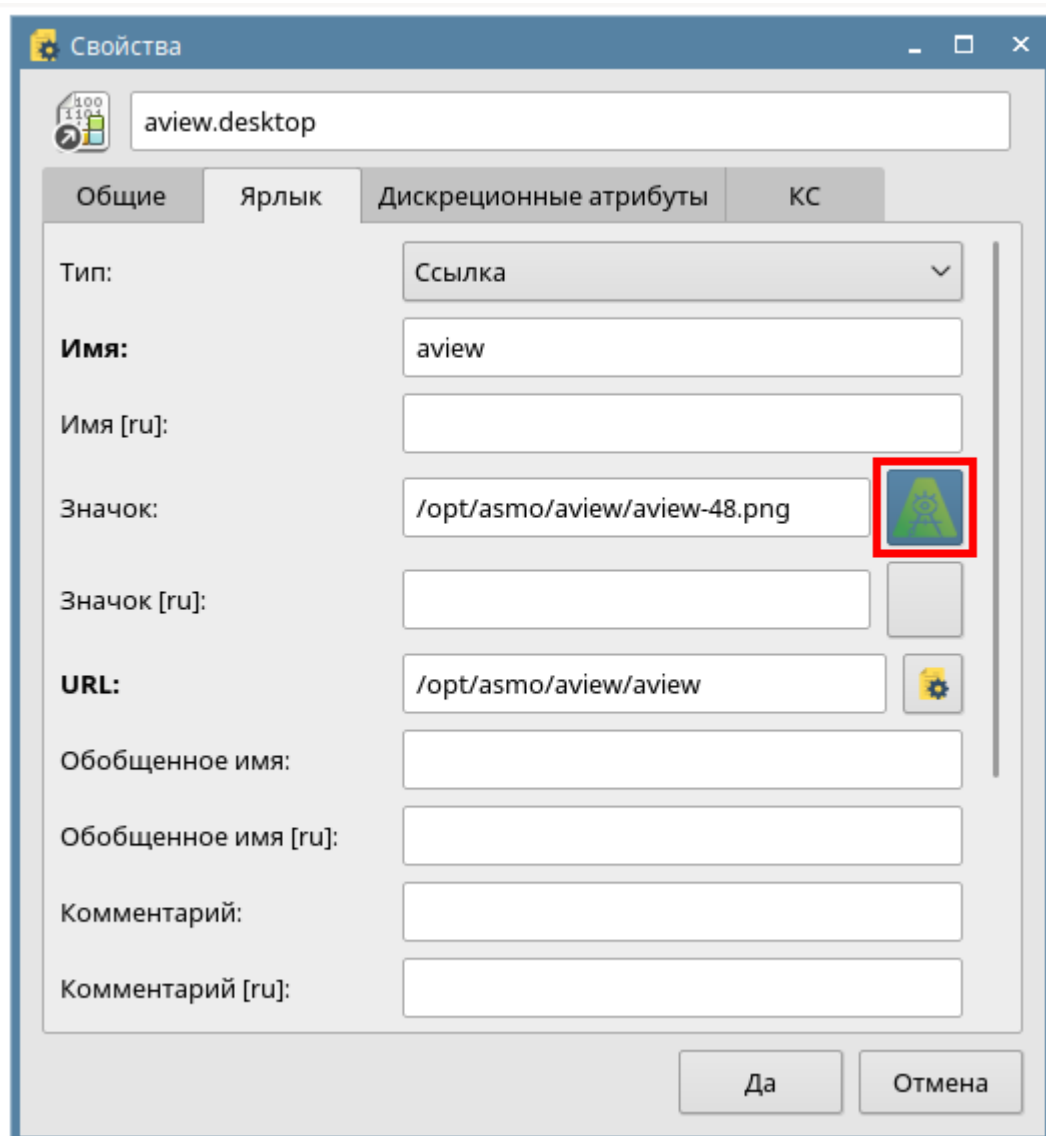 Свойства
aview.desktop
Общие Ярлык Дискреционные атрибуты КС
Тип: Ссылка
Имя: aview
Имя [ru]:
Значок: /opt/asmo/aview/aview-48.png
Значок [ru]:
URL: /opt/asmo/aview/aview
Обобщенное имя:
Обобщенное имя [ru]:
Комментарий:
Комментарий [ru]:
Да Отмена